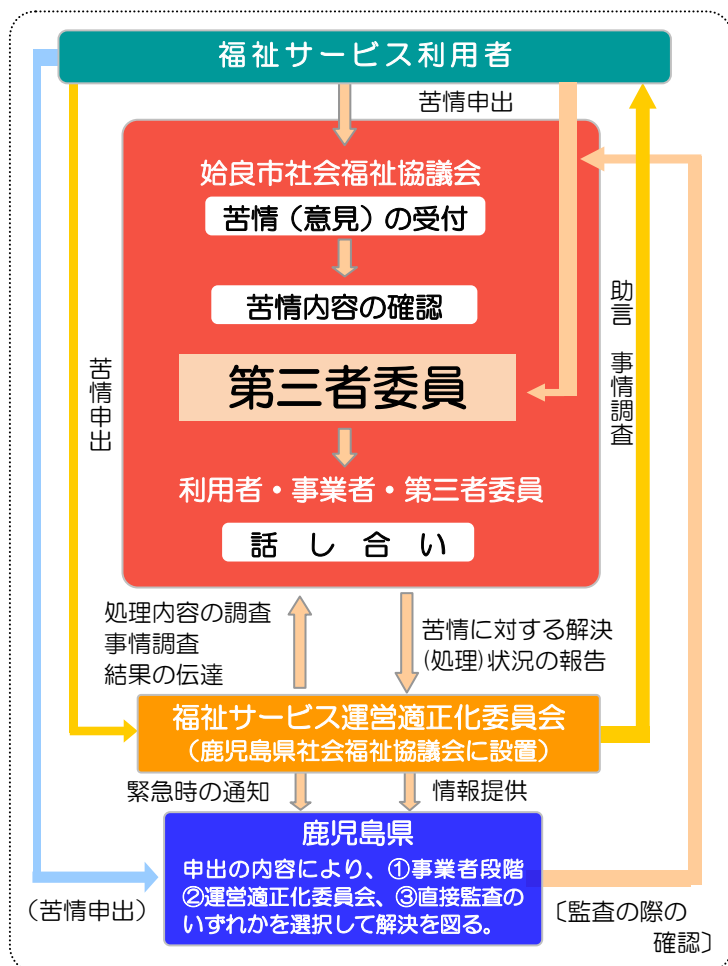 福祉サービス利用者
苦情申出
姶良市社会福祉協議会
苦情（意見）の受付
苦情内容の確認
第三者委員
利用者・事業者・第三者委員
話し合い
苦情申出
助言　事情調査
処理内容の調査
事情調査
結果の伝達
苦情に対する解決
(処理)状況の報告
福祉サービス運営適正化委員会
（鹿児島県社会福祉協議会に設置）
緊急時の通知
情報提供
鹿児島県
申出の内容により、①事業者段階
②運営適正化委員会、③直接監査の
いずれかを選択して解決を図る。
（苦情申出）
〔監査の際の
確認〕